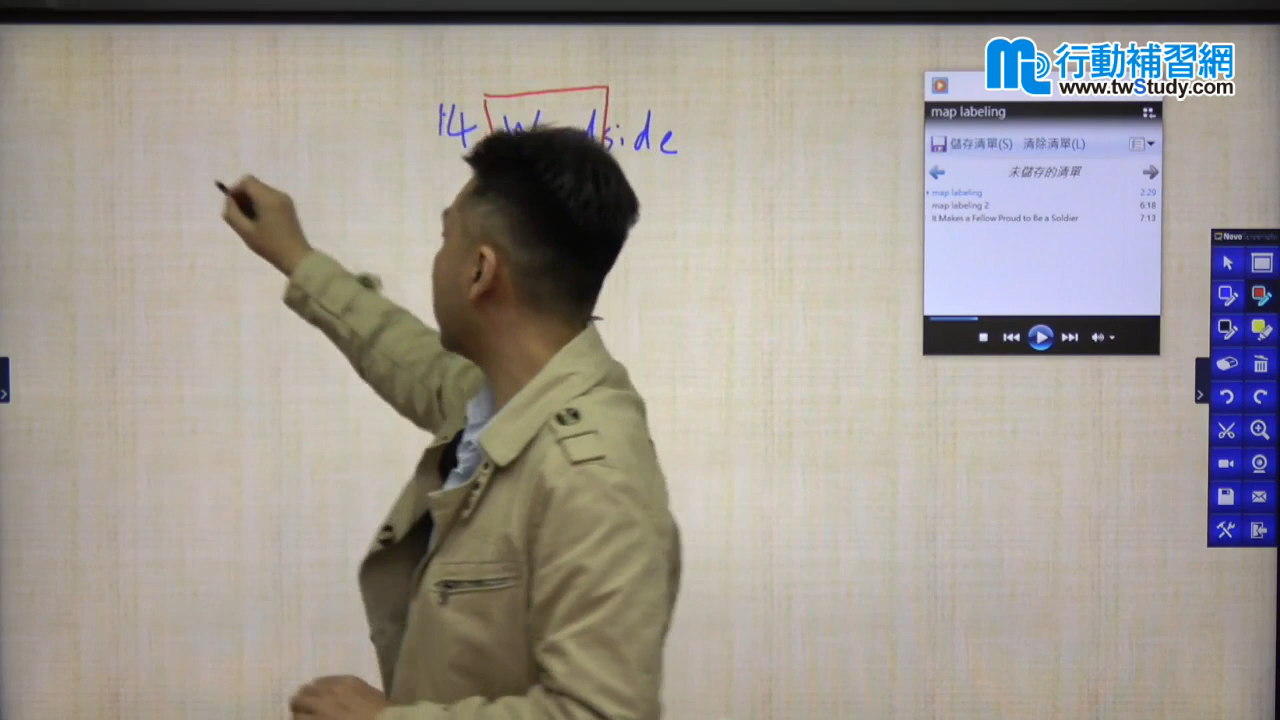 行動補習網
www.twStudy.com
14
side
map labeling
儲存清單(S) 清除清單(L)
未儲存的清單
map labeling 2:29
map labeling 2 6:18
It Makes a Fellow Proud to Be a Soldier 7:13